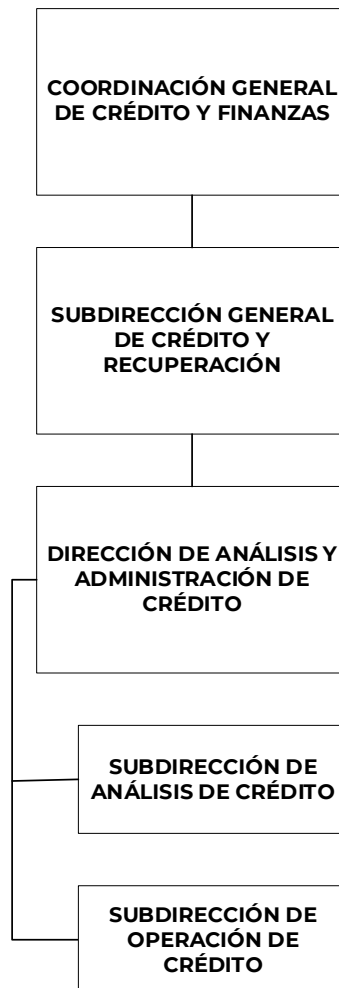 COORDINACIÓN GENERAL
DE CRÉDITO Y FINANZAS
SUBDIRECCIÓN GENERAL
DE CRÉDITO Y
RECUPERACIÓN
DIRECCIÓN DE ANÁLISIS Y
ADMINISTRACIÓN DE
CRÉDITO
SUBDIRECCIÓN DE
ANÁLISIS DE CRÉDITO
SUBDIRECCIÓN DE
OPERACIÓN DE
CRÉDITO